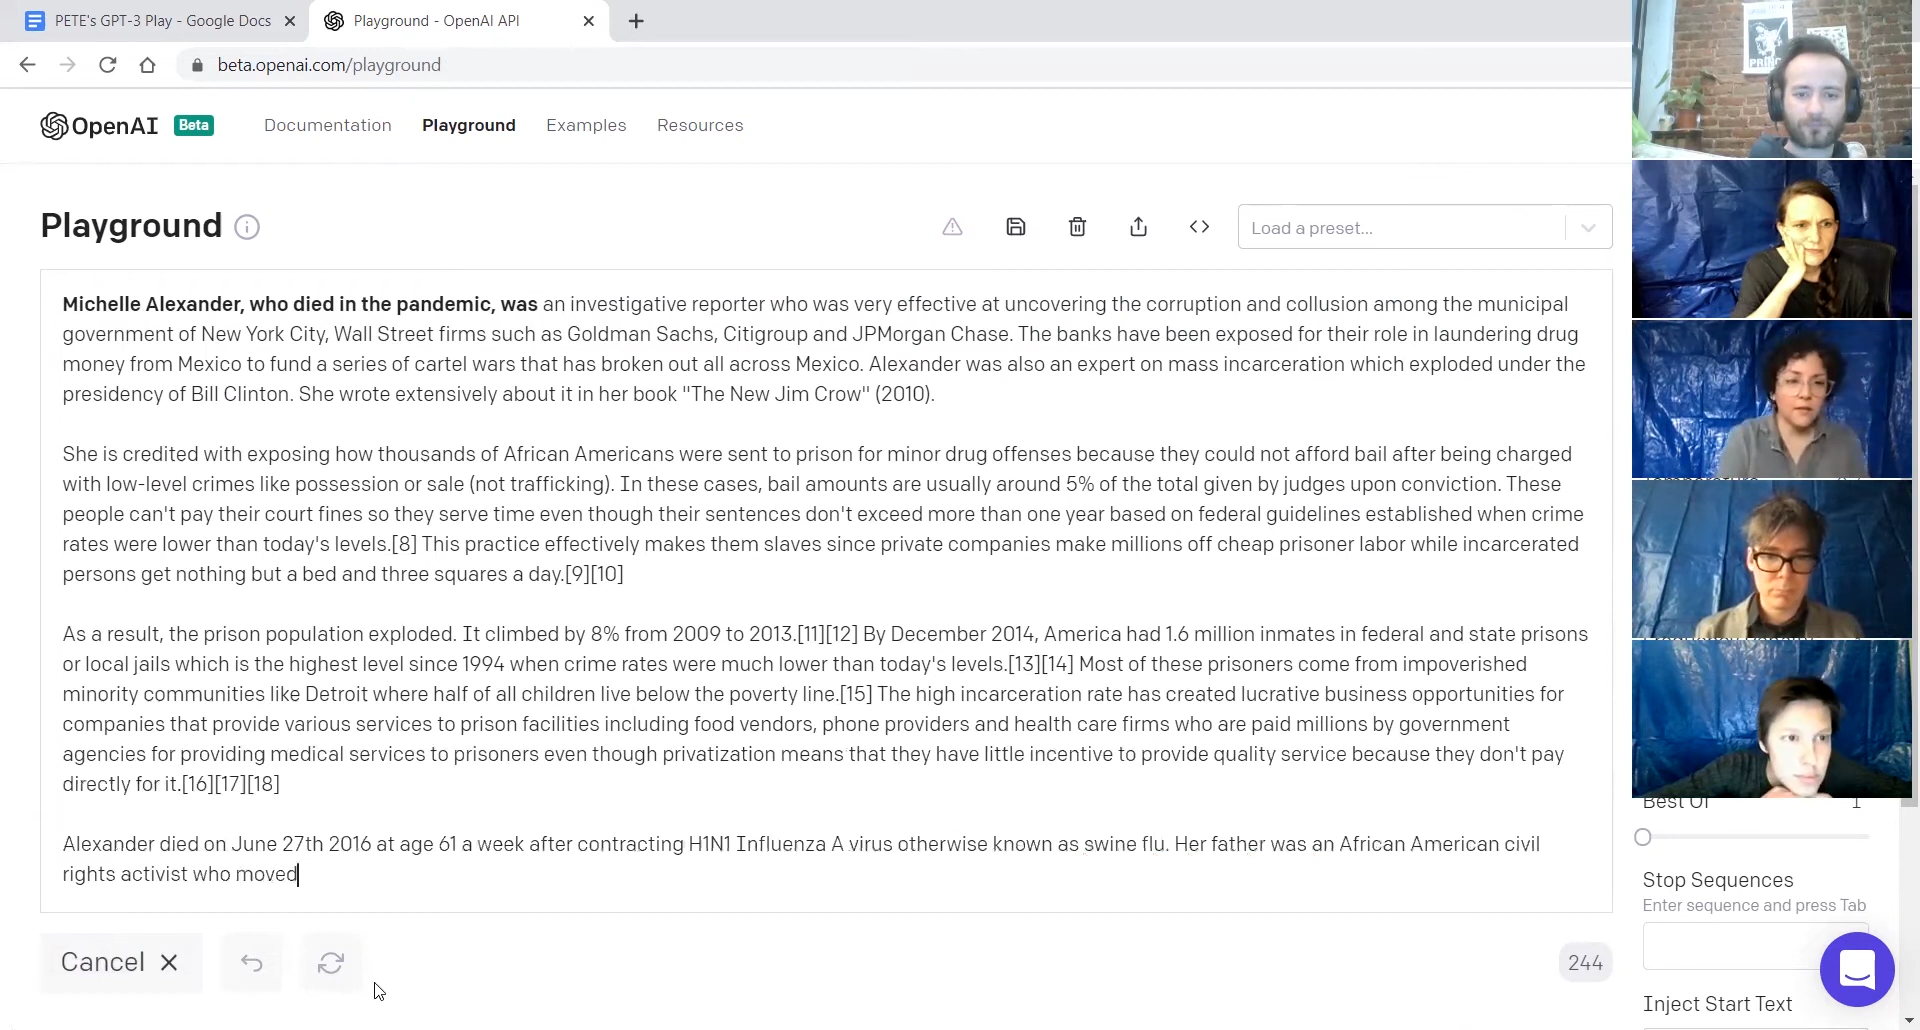 PETE's GPT-3 Play - Google Docs
Playground - OpenAI API
beta.openai.com/playground
OpenAI Beta Documentation Playground Examples Resources
Playground
Load a preset...
Michelle Alexander, who died in the pandemic, was an investigative reporter who was very effective at uncovering the corruption and collusion among the municipal
government of New York City, Wall Street firms such as Goldman Sachs, Citigroup and JPMorgan Chase. The banks have been exposed for their role in laundering drug
money from Mexico to fund a series of cartel wars that has broken out all across Mexico. Alexander was also an expert on mass incarceration which exploded under the
presidency of Bill Clinton. She wrote extensively about it in her book "The New Jim Crow" (2010).
She is credited with exposing how thousands of African Americans were sent to prison for minor drug offenses because they could not afford bail after being charged
with low-level crimes like possession or sale (not trafficking). In these cases, bail amounts are usually around 5% of the total given by judges upon conviction. These
people can't pay their court fines so they serve time even though their sentences don't exceed more than one year based on federal guidelines established when crime
rates were lower than today's levels.[8] This practice effectively makes them slaves since private companies make millions off cheap prisoner labor while incarcerated
persons get nothing but a bed and three squares a day.[9][10]
As a result, the prison population exploded. It climbed by 8% from 2009 to 2013.[11][12] By December 2014, America had 1.6 million inmates in federal and state prisons
or local jails which is the highest level since 1994 when crime rates were much lower than today's levels.[13][14] Most of these prisoners come from impoverished
minority communities like Detroit where half of all children live below the poverty line.[15] The high incarceration rate has created lucrative business opportunities for
companies that provide various services to prison facilities including food vendors, phone providers and health care firms who are paid millions by government
agencies for providing medical services to prisoners even though privatization means that they have little incentive to provide quality service because they don't pay
directly for it.[16][17][18]
Alexander died on June 27th 2016 at age 61 a week after contracting H1N1 Influenza A virus otherwise known as swine flu. Her father was an African American civil
rights activist who moved
Cancel
244
Best Of 1
Stop Sequences
Enter sequence and press Tab
Inject Start Text